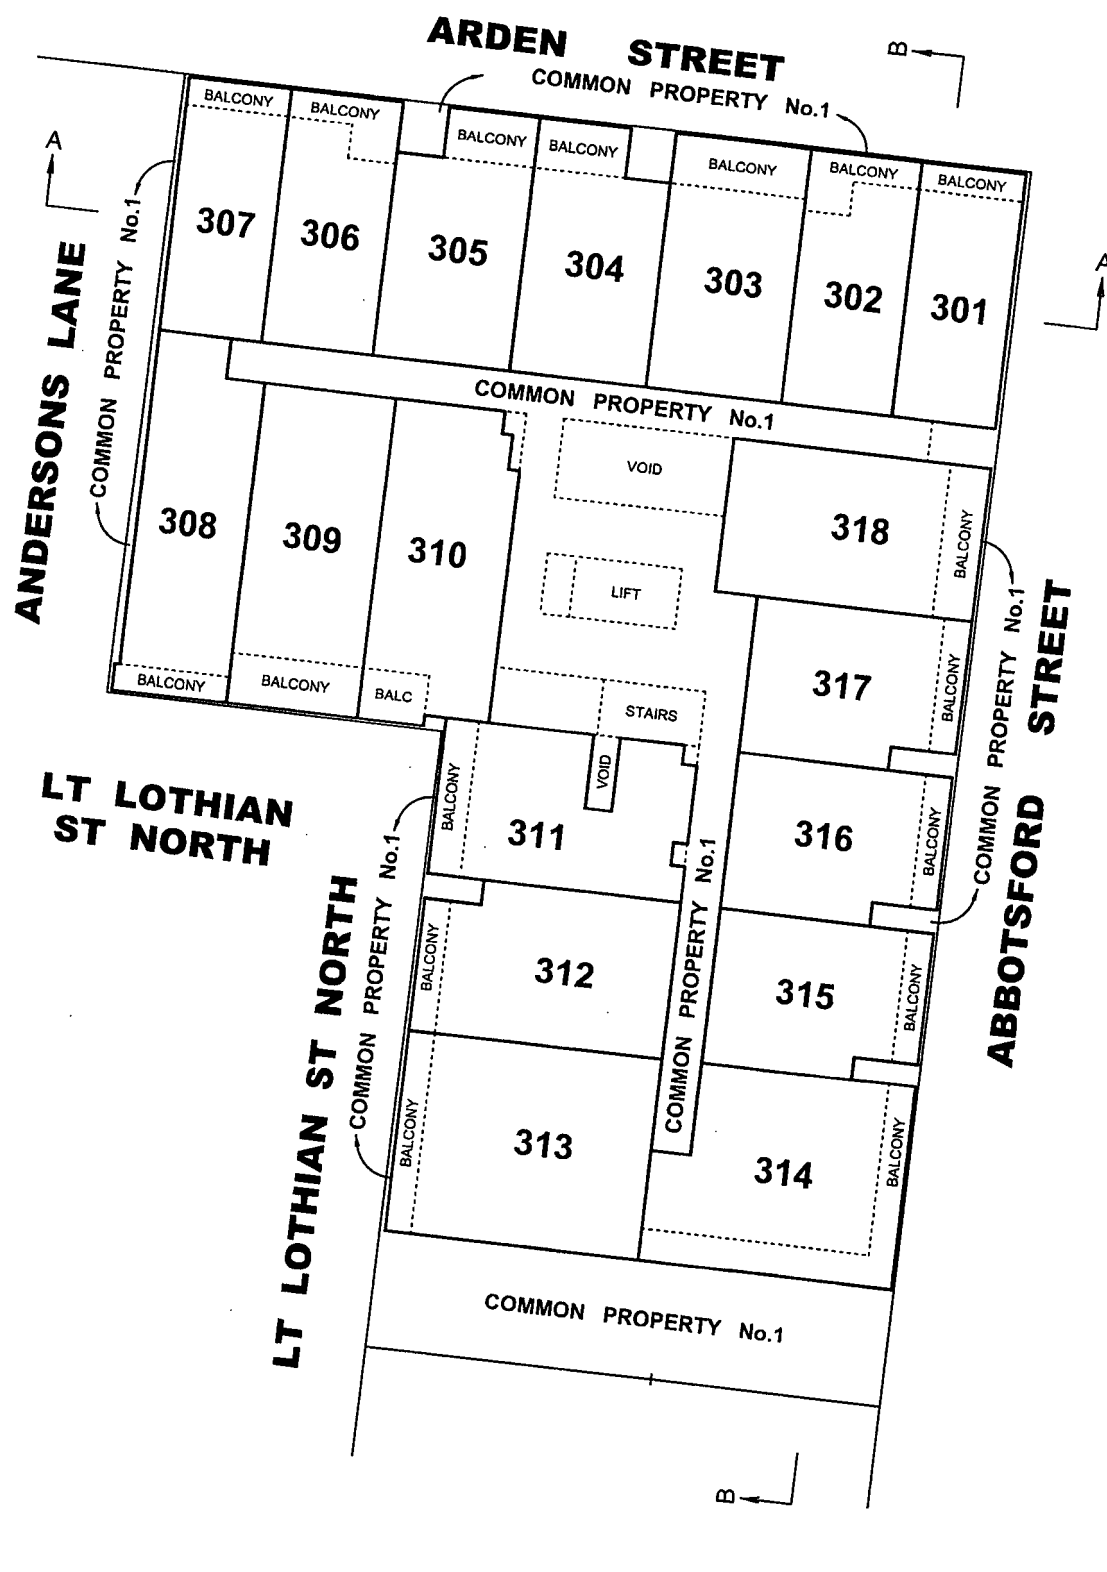 ARDEN STREET
B
COMMON PROPERTY No.1
A
BALCONY
BALCONY
BALCONY
BALCONY
BALCONY
BALCONY
BALCONY
307
306
305
304
303
302
301
A
COMMON PROPERTY No.1
ANDERSONS LANE
COMMON PROPERTY No.1
VOID
318
BALCONY
308
309
310
LIFT
COMMON PROPERTY No.1
ABBOTSFORD STREET
317
BALCONY
BALCONY
BALCONY
BALC
STAIRS
VOID
LT LOTHIAN
ST NORTH
BALCONY
311
COMMON PROPERTY No.1
316
BALCONY
LT LOTHIAN ST NORTH
COMMON PROPERTY No.1
BALCONY
312
315
BALCONY
BALCONY
313
314
BALCONY
COMMON PROPERTY No.1
B